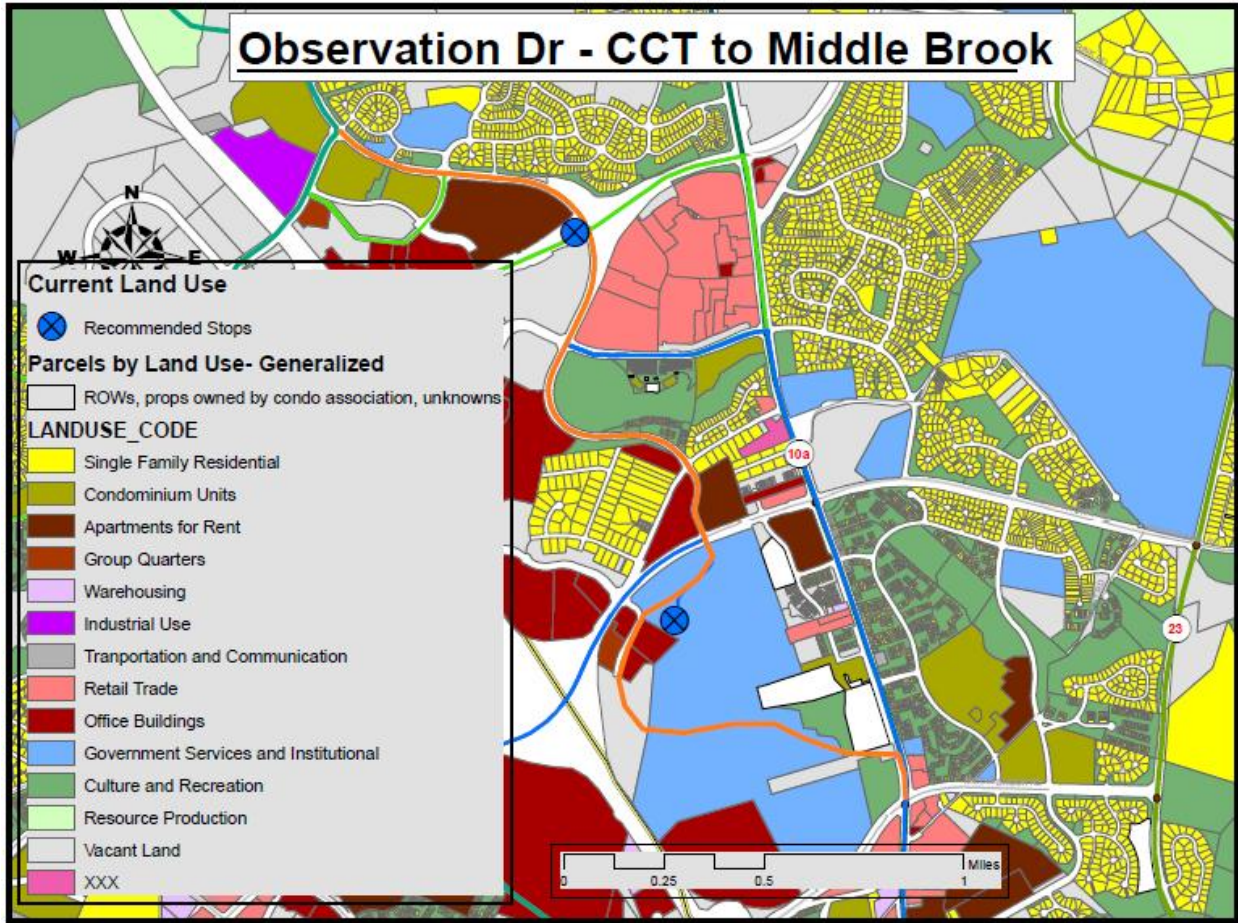 Observation Dr - CCT to Middle Brook
N
W E
Current Land Use
Recommended Stops
Parcels by Land Use- Generalized
ROWs, props owned by condo association, unknowns
LANDUSE_CODE
Single Family Residential
Condominium Units
Apartments for Rent
Group Quarters
Warehousing
Industrial Use
Tranportation and Communication
Retail Trade
Office Buildings
Government Services and Institutional
Culture and Recreation
Resource Production
Vacant Land
XXX
10a
23
Miles
0 0.25 0.5 1